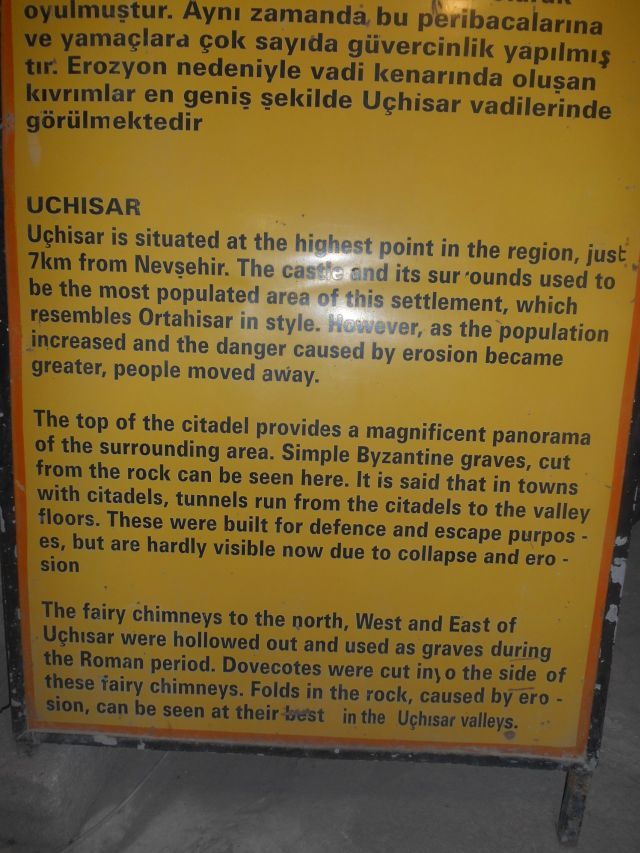 oyulmuştur. Aynı zamanda bu peribacalarına
ve yamaçlara çok sayıda güvercinlik yapılmış
tır. Erozyon nedeniyle vadi kenarında oluşan
kıvrımlar en geniş şekilde Uçhisar vadilerinde
görülmektedir
UCHISAR
Uçhisar is situated at the highest point in the region, just
7km from Nevşehir. The castle and its sur ounds used to
be the most populated area of this settlement, which
resembles Ortahisar in style. However, as the population
increased and the danger caused by erosion became
greater, people moved away.
The top of the citadel provides a magnificent panorama
of the surrounding area. Simple Byzantine graves, cut
from the rock can be seen here. It is said that in towns
with citadels, tunnels run from the citadels to the valley
floors. These were built for defence and escape purpos -
es, but are hardly visible now due to collapse and ero -
sion
The fairy chimneys to the north, West and East of
Uçhısar were hollowed out and used as graves during
the Roman period. Dovecotes were cut into the side of
these fairy chimneys. Folds in the rock, caused by ero -
sion, can be seen at their best in the Uçhısar valleys.